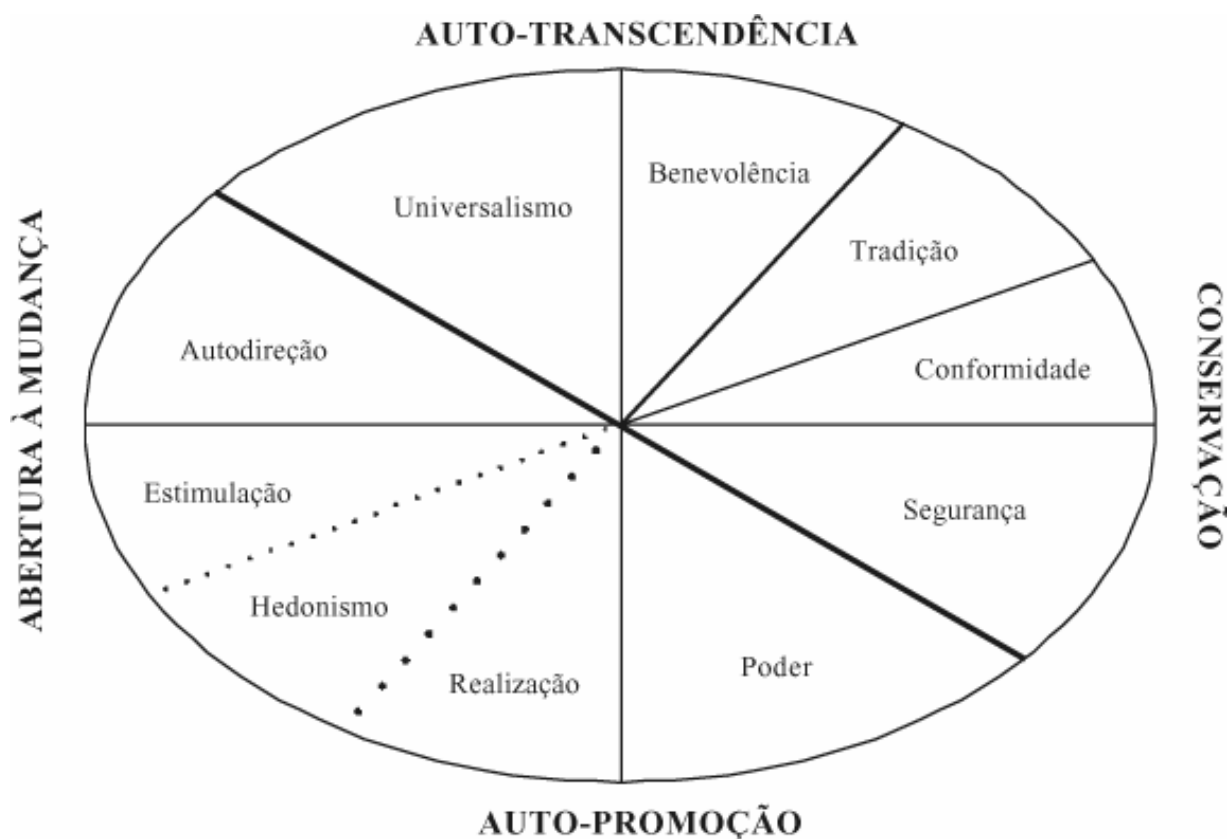 AUTO-TRANSCENDÊNCIA
Benevolência
Universalismo
Tradição
ABERTURA À MUDANÇA
CONSERVAÇÃO
Autodireção
Conformidade
Estimulação
Segurança
Hedonismo
Poder
Realização
AUTO-PROMOÇÃO